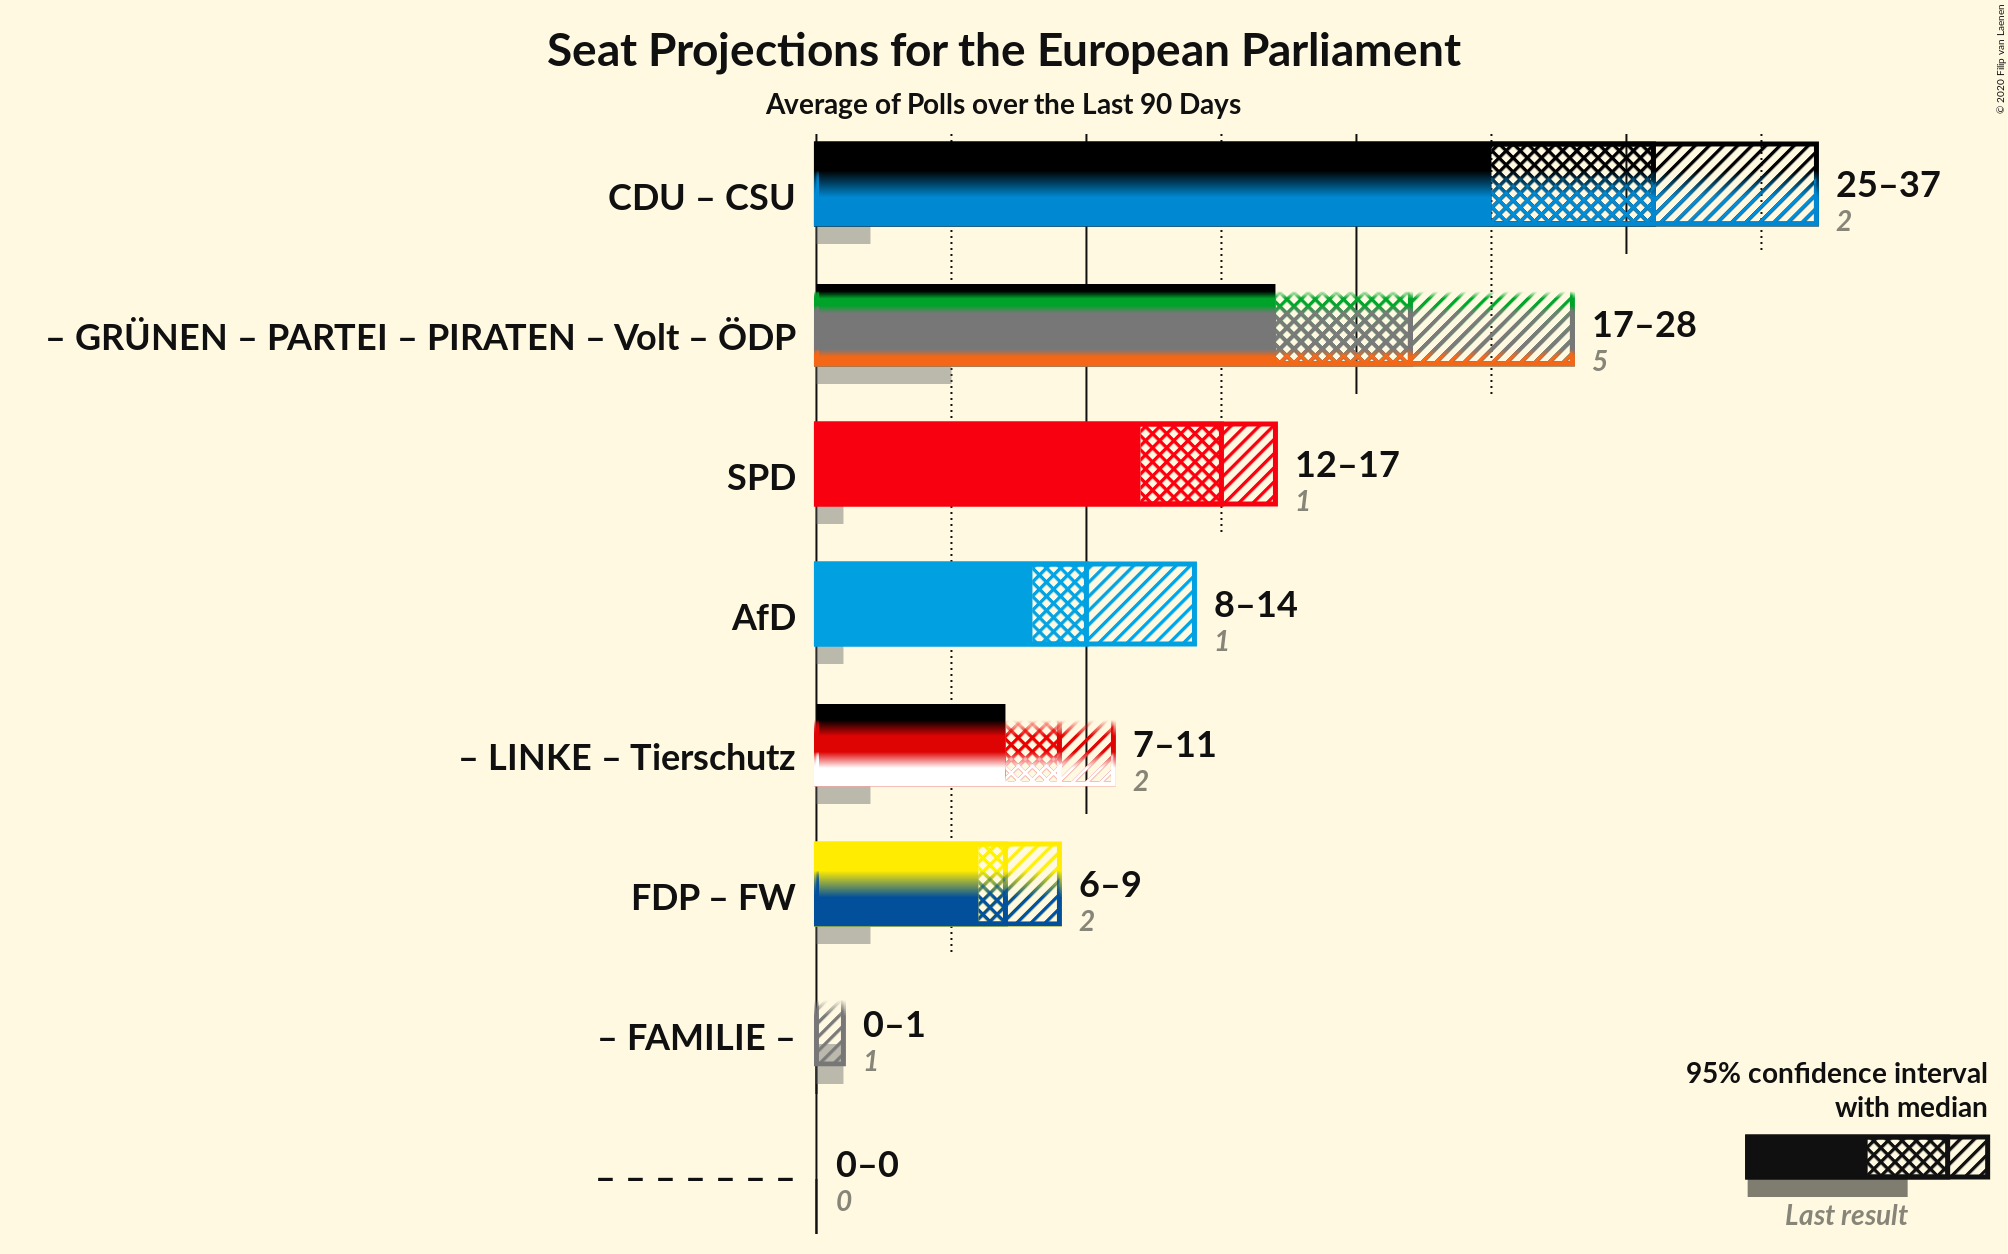 Seat Projections for the European Parliament
Average of Polls over the Last 90 Days
© 2020 Filip van Laenen
CDU – CSU
25–37
2
– GRÜNEN – PARTEI – PIRATEN – Volt – ÖDP
17–28
5
SPD
12–17
1
AfD
8–14
1
– LINKE – Tierschutz
7–11
2
FDP – FW
6–9
2
– FAMILIE –
0–1
1
– – – – – – –
0–0
0
95% confidence interval
with median
Last result